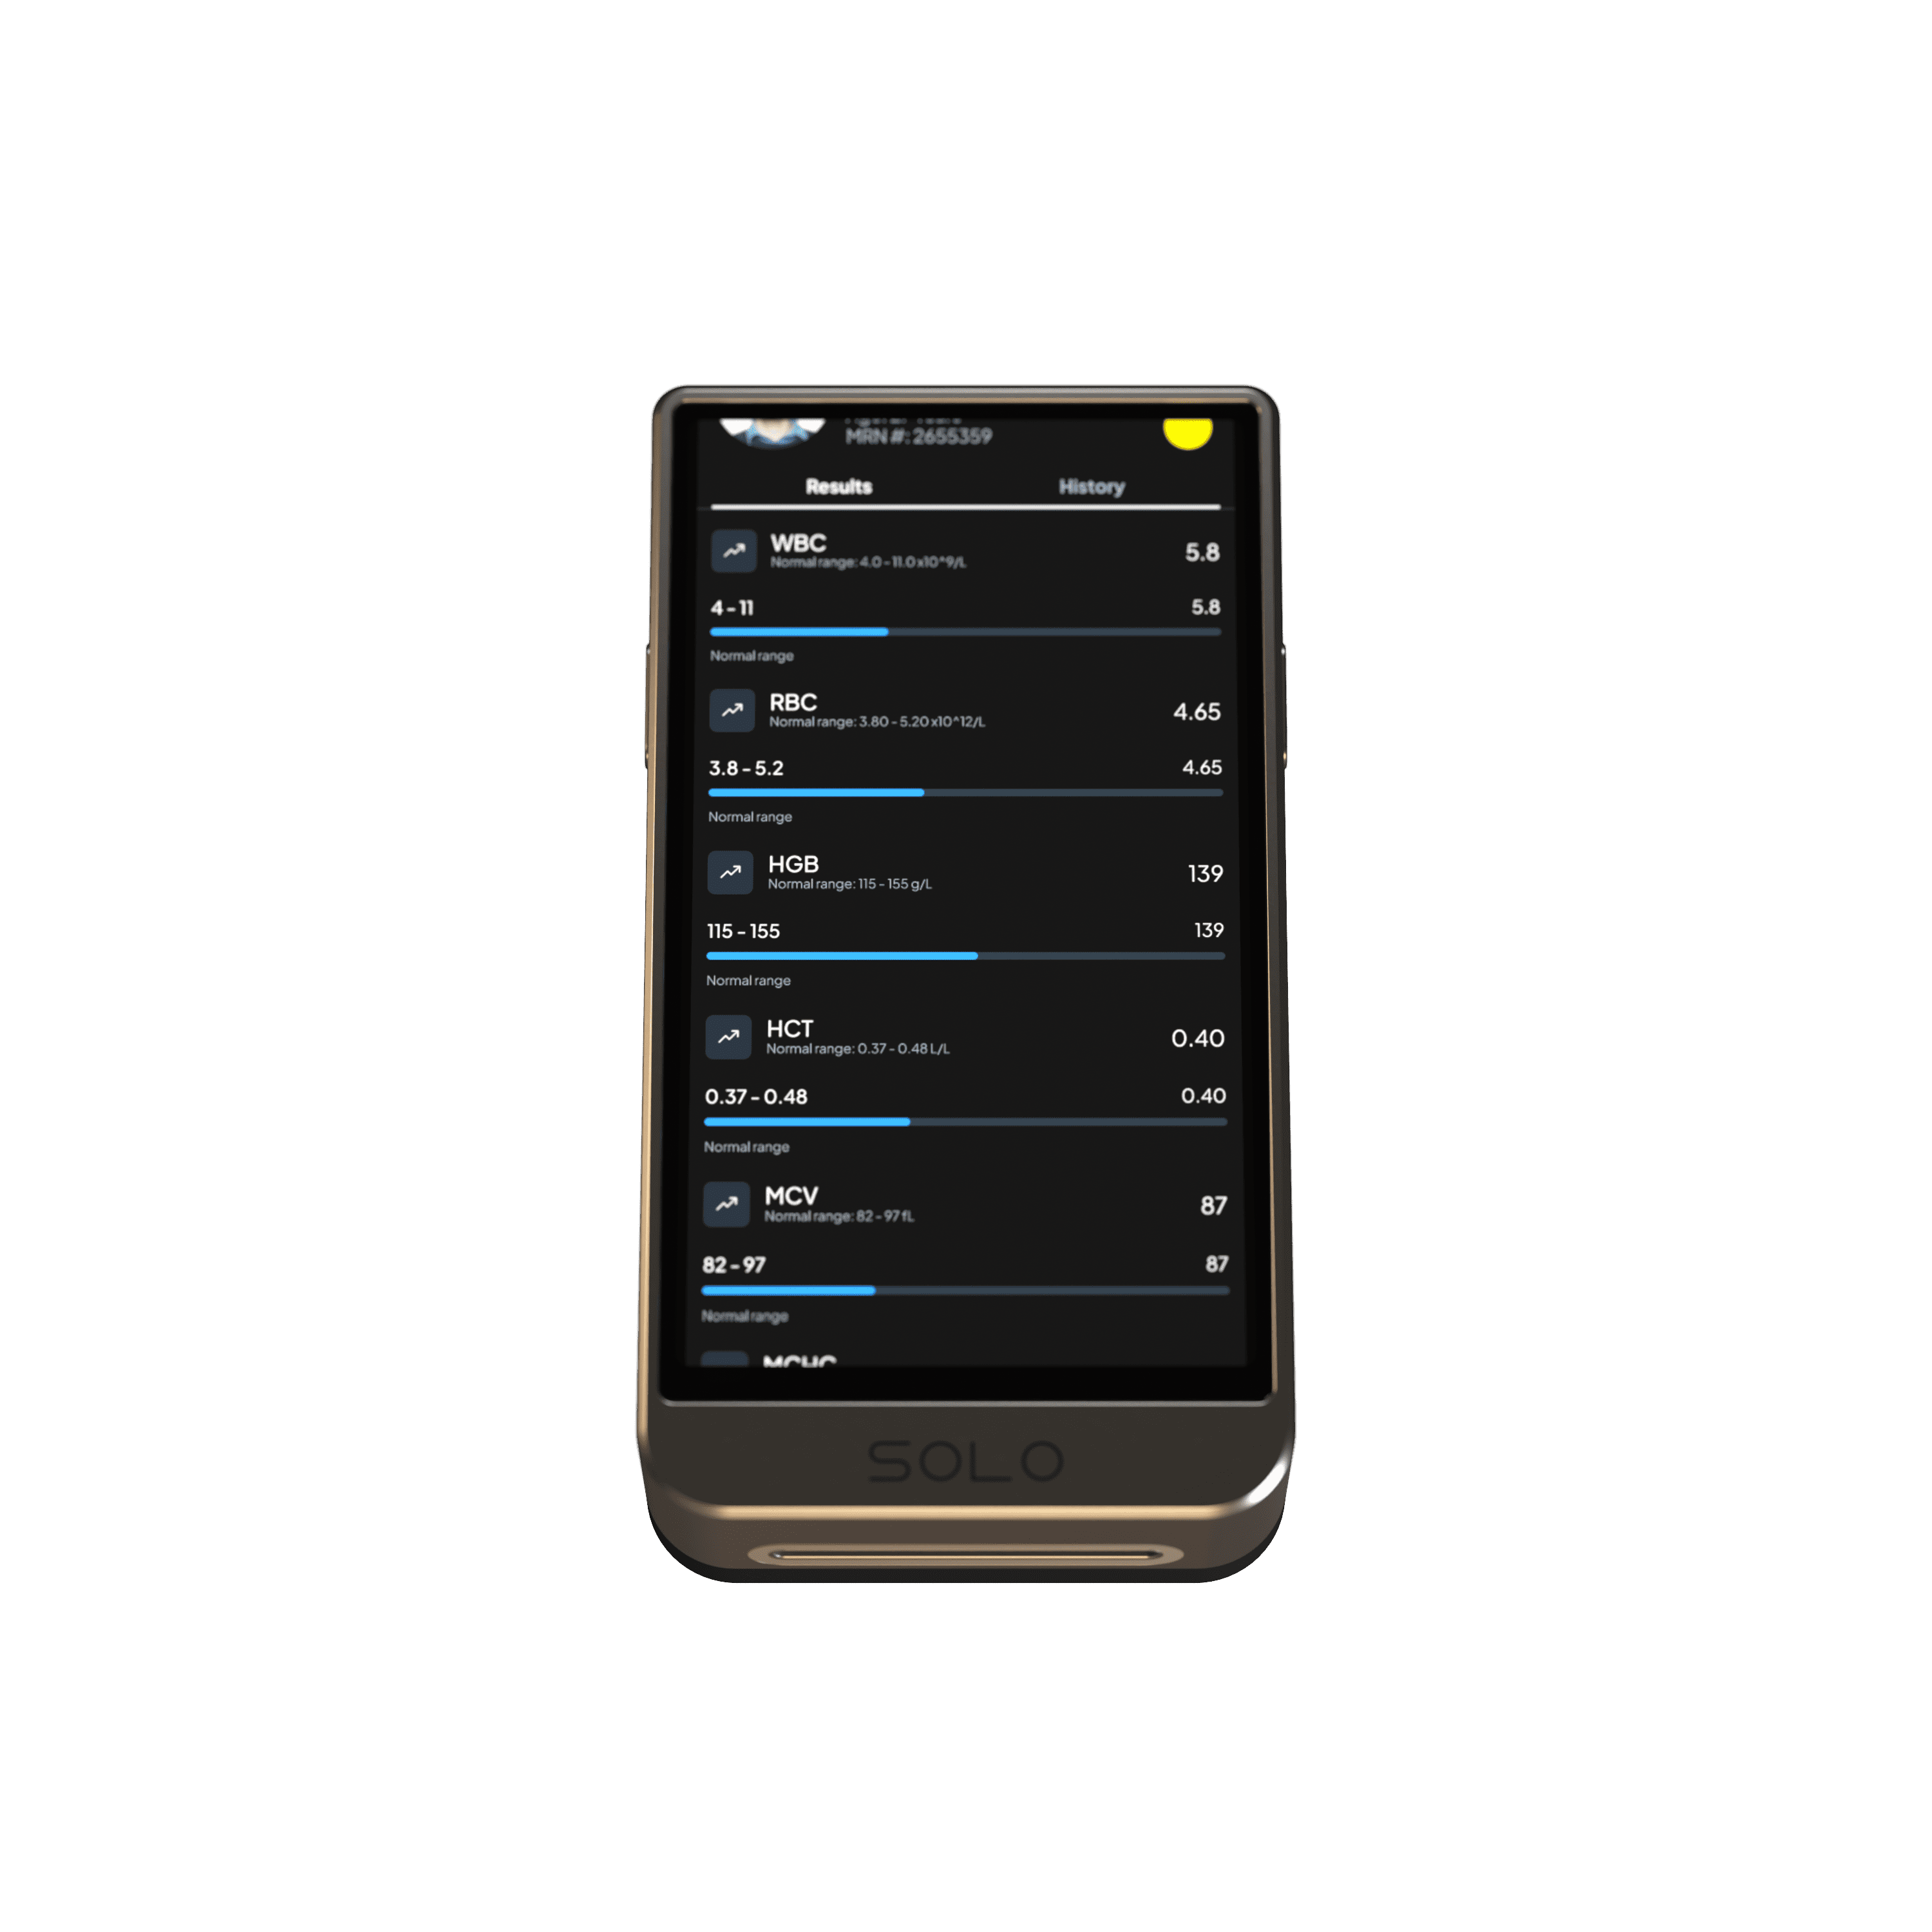 MRN #: 2655359
Results History
WBC
5.8
Normal range: 4.0 - 11.0 x10^9/L
4 - 11 5.8
Normal range
RBC
4.65
Normal range: 3.80 - 5.20 x10^12/L
3.8 - 5.2 4.65
Normal range
HGB
139
Normal range: 115 - 155 g/L
115 - 155 139
Normal range
HCT
0.40
Normal range: 0.37 - 0.48 L/L
0.37 - 0.48 0.40
Normal range
MCV
87
Normal range: 82 - 97 fL
82 - 97 87
Normal range
MCHC
SOLO